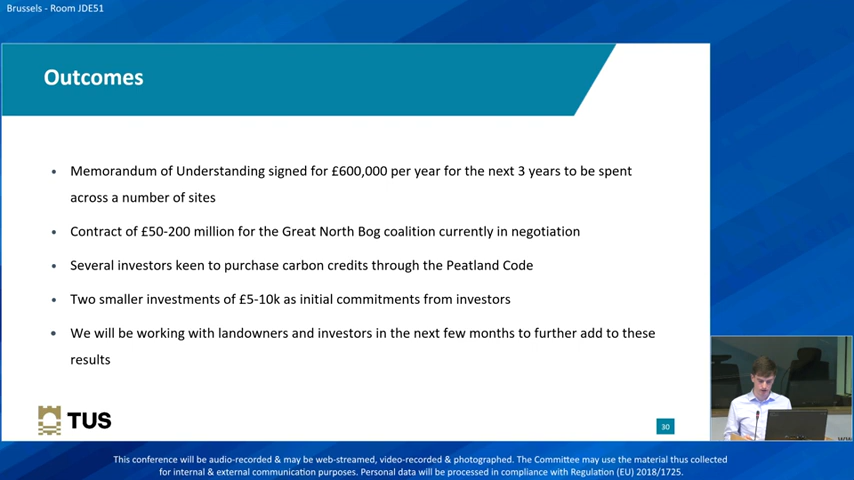 Brussels - Room JDE51
Outcomes
• Memorandum of Understanding signed for £600,000 per year for the next 3 years to be spent
across a number of sites
• Contract of £50-200 million for the Great North Bog coalition currently in negotiation
• Several investors keen to purchase carbon credits through the Peatland Code
• Two smaller investments of £5-10k as initial commitments from investors
• We will be working with landowners and investors in the next few months to further add to these
results
TUS
30
This conference will be audio-recorded & may be web-streamed, video-recorded & photographed. The Committee may use the material thus collected
for internal & external communication purposes. Personal data will be processed in compliance with Regulation (EU) 2018/1725.